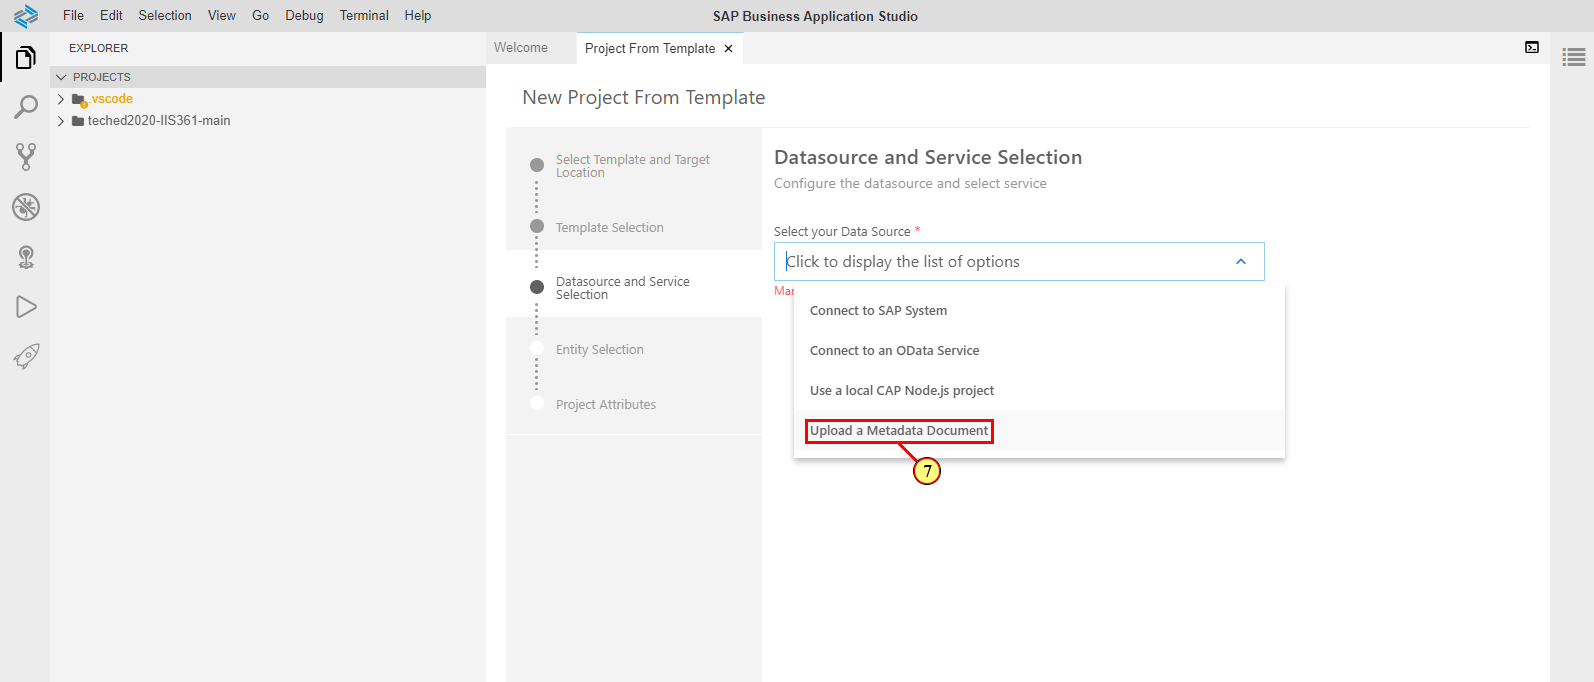 File Edit Selection View Go Debug Terminal Help
SAP Business Application Studio
EXPLORER
PROJECTS
.vscode
teched2020-IIS361-main
Welcome
Project From Template
New Project From Template
Select Template and Target
Location
Template Selection
Datasource and Service
Selection
Entity Selection
Project Attributes
Datasource and Service Selection
Configure the datasource and select service
Select your Data Source *
Click to display the list of options
Connect to SAP System
Connect to an OData Service
Use a local CAP Node.js project
Upload a Metadata Document
7